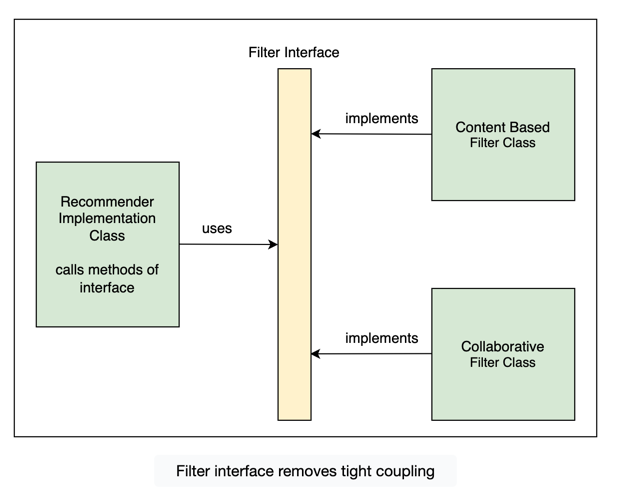 Filter Interface
implements
Content Based
Filter Class
Recommender
Implementation
Class
calls methods of
interface
uses
implements
Collaborative
Filter Class
Filter interface removes tight coupling